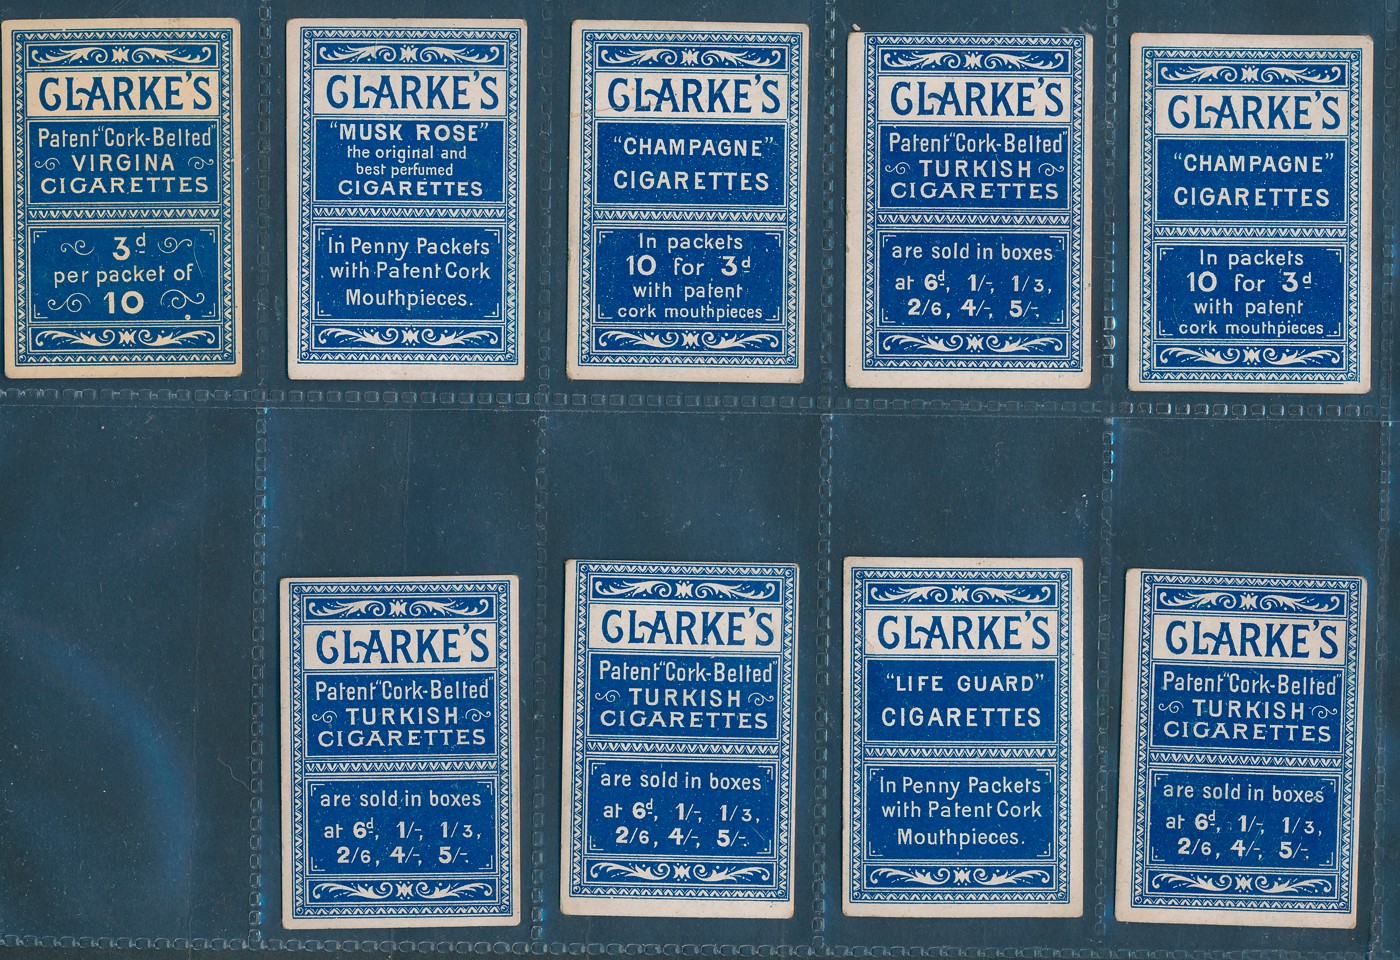 CLARKE'S
Patent "Cork-Belted"
VIRGINA
CIGARETTES
3d
per packet of
10
CLARKE'S
"MUSK ROSE"
the original and
best perfumed
CIGARETTES
In Penny Packets
with Patent Cork
Mouthpieces.
CLARKE'S
"CHAMPAGNE"
CIGARETTES
In packets
10 for 3d
with patent
cork mouthpieces
CLARKE'S
Patent "Cork-Belted"
TURKISH
CIGARETTES
are sold in boxes
at 6d, 1/-, 1/3,
2/6, 4/-, 5/-.
CLARKE'S
"CHAMPAGNE"
CIGARETTES
In packets
10 for 3d
with patent
cork mouthpieces
CLARKE'S
Patent "Cork-Belted"
TURKISH
CIGARETTES
are sold in boxes
at 6d, 1/-, 1/3,
2/6, 4/-, 5/-.
CLARKE'S
Patent "Cork-Belted"
TURKISH
CIGARETTES
are sold in boxes
at 6d, 1/-, 1/3,
2/6, 4/-, 5/-.
CLARKE'S
"LIFE GUARD"
CIGARETTES
In Penny Packets
with Patent Cork
Mouthpieces.
CLARKE'S
Patent "Cork-Belted"
TURKISH
CIGARETTES
are sold in boxes
at 6d, 1/-, 1/3,
2/6, 4/-, 5/-.